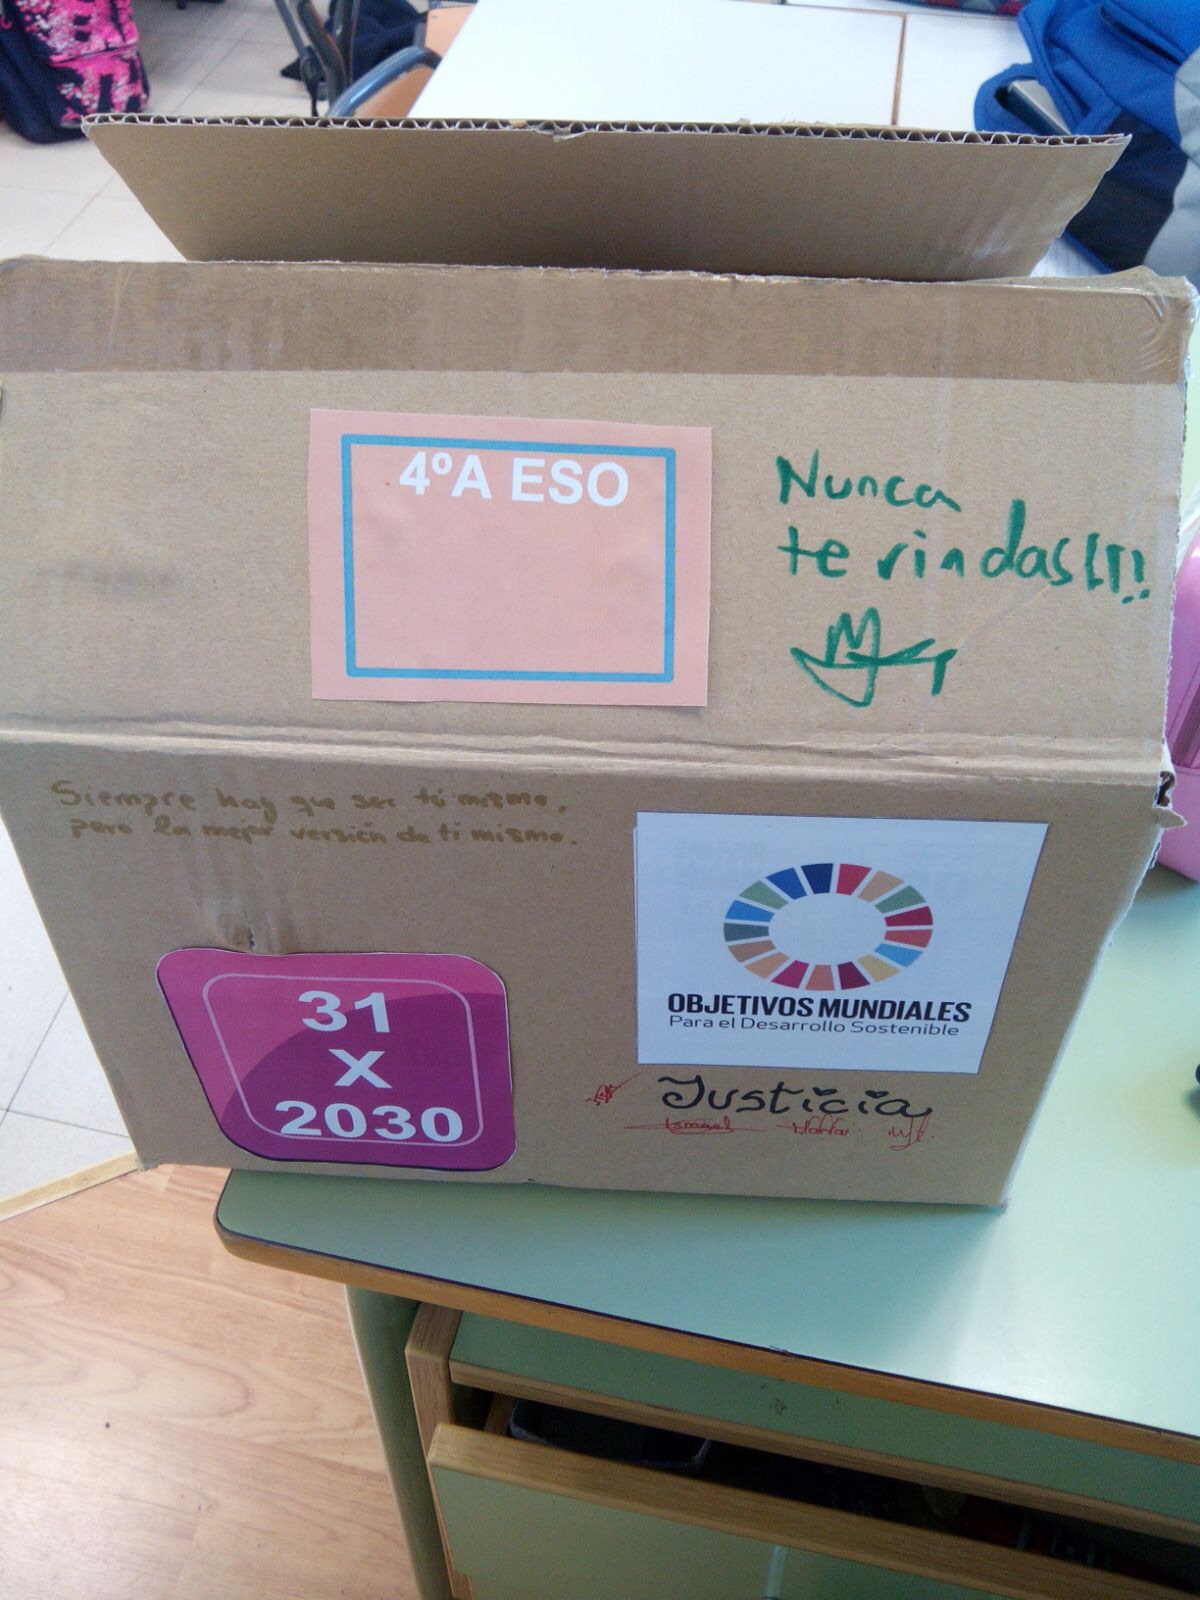 4ºA ESO
Nunca
te rindas!!!!
Siempre hay que ser tú mismo,
pero la mejor versión de ti mismo.
31
X
2030
OBJETIVOS MUNDIALES
Para el Desarrollo Sostenible
Justicia
Ismael